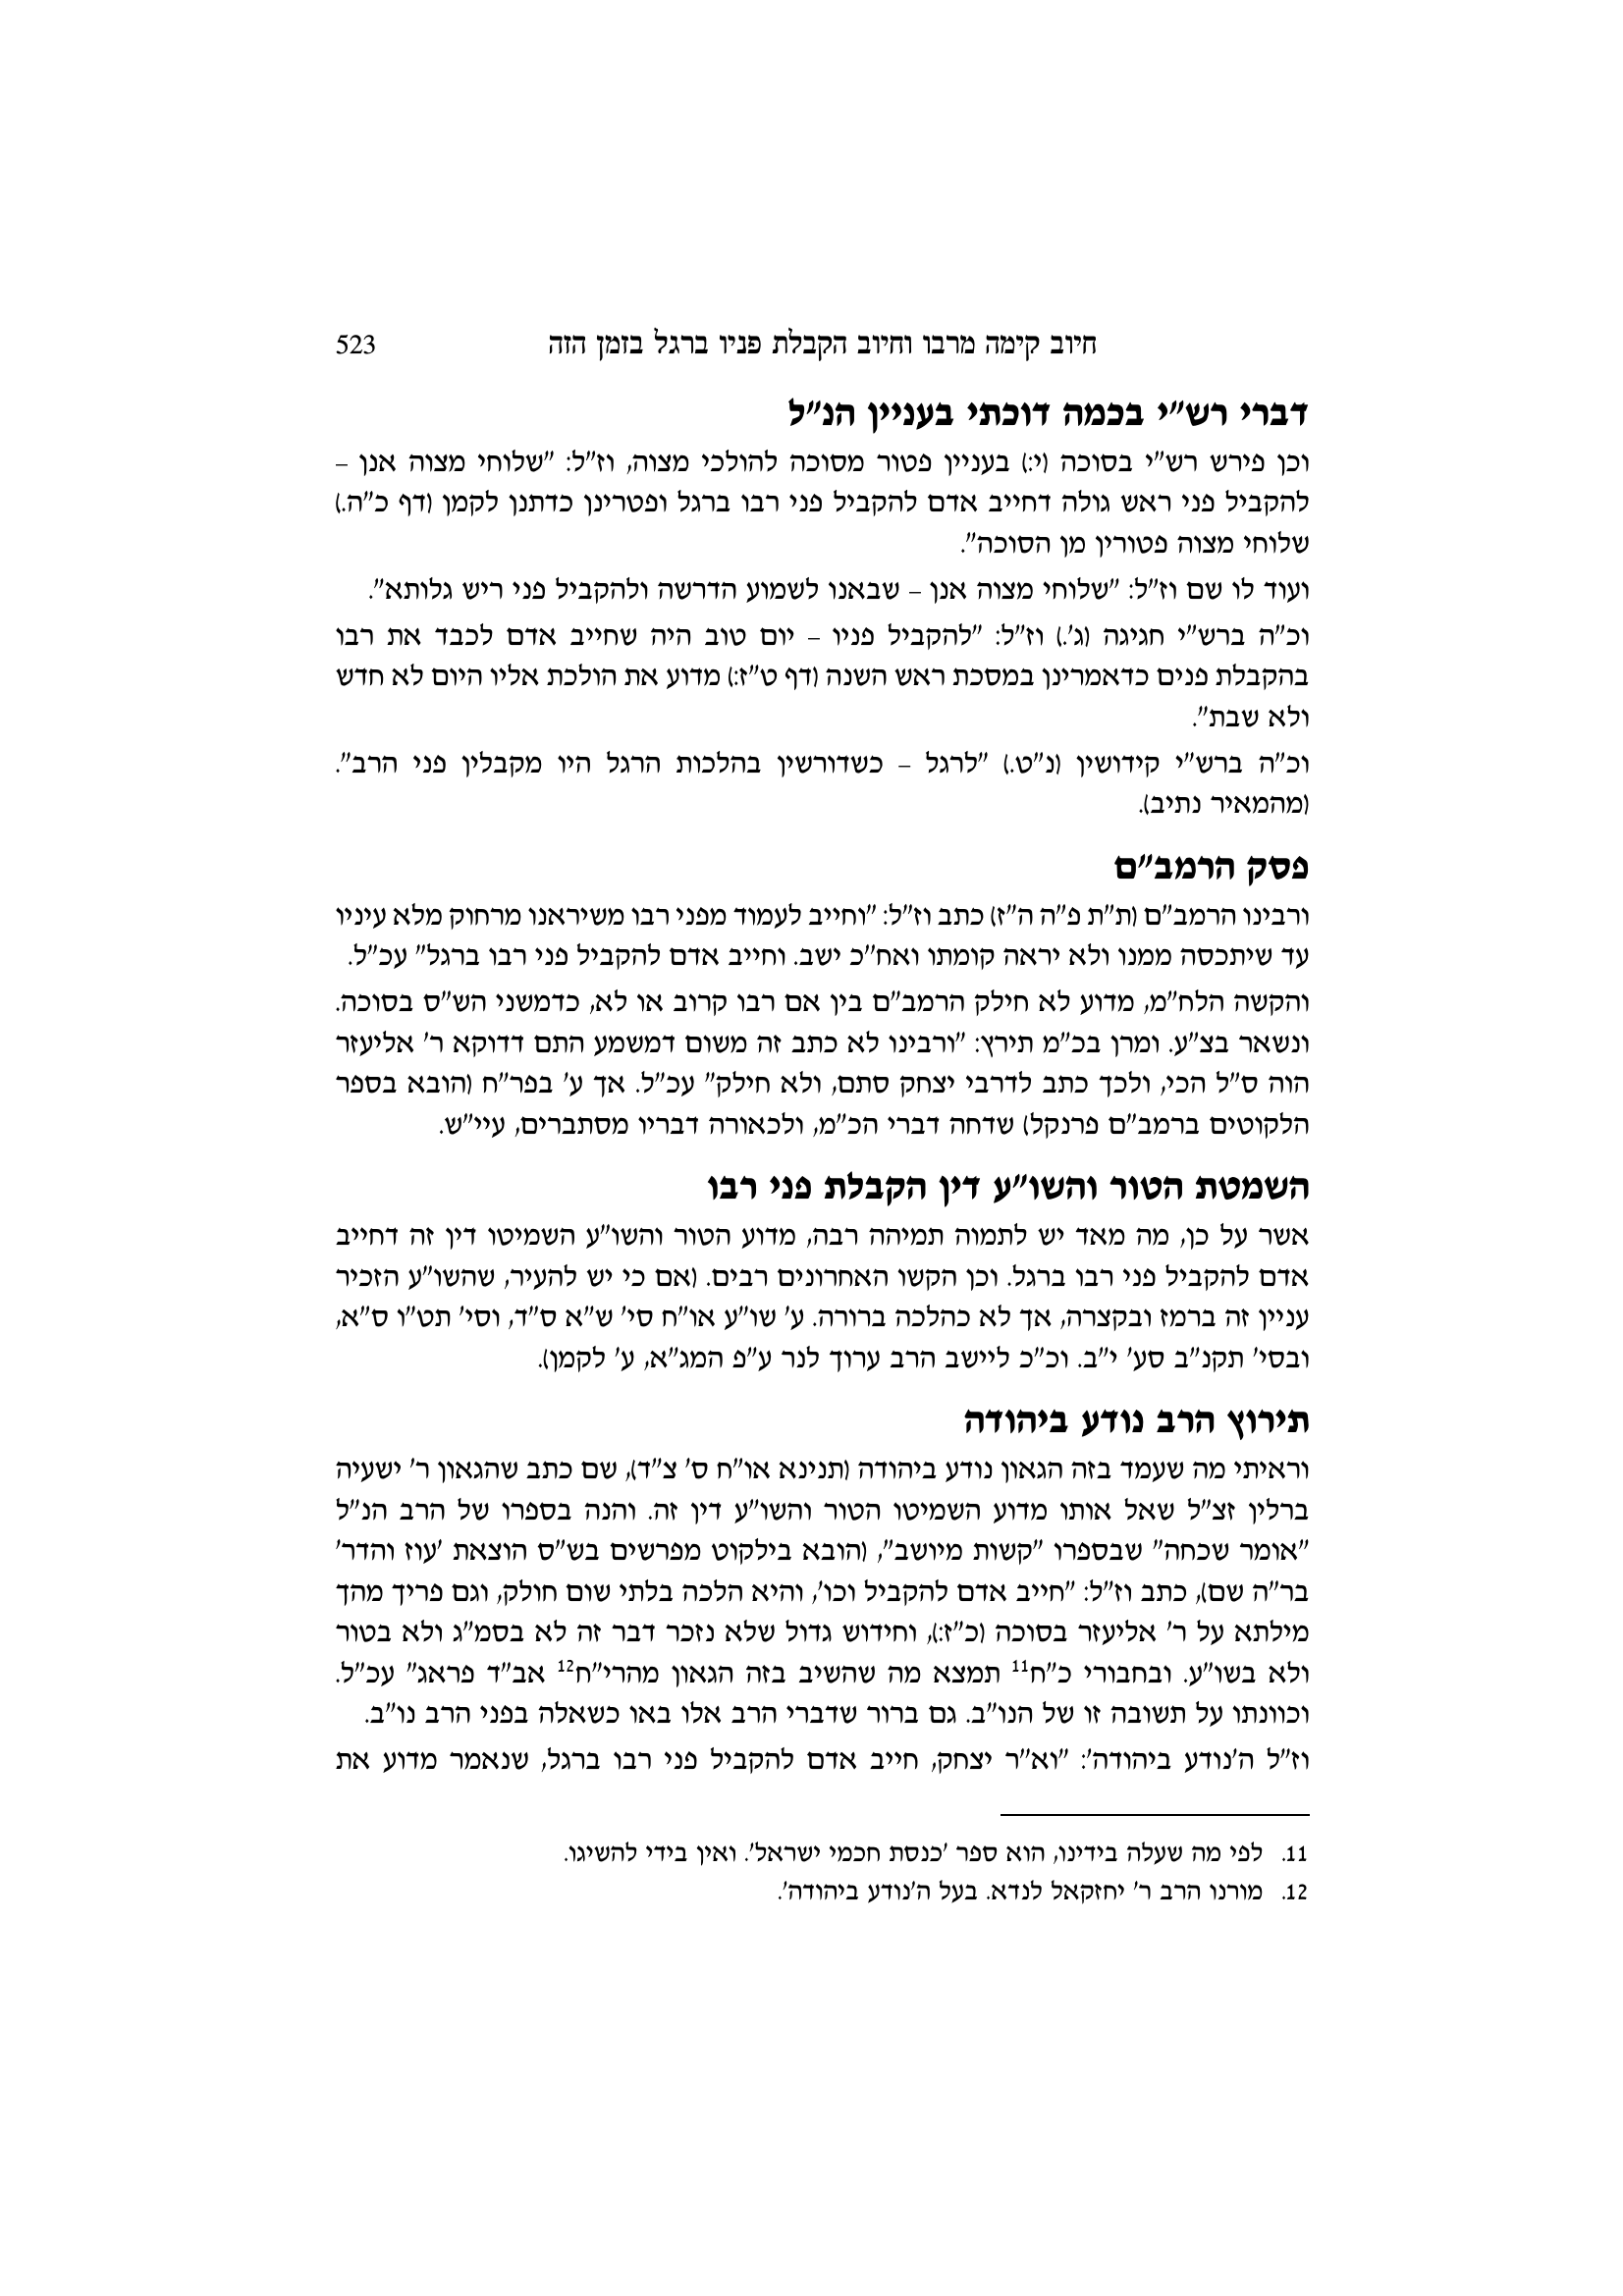 חיוב קימה מרבו וחיוב הקבלת פניו ברגל בזמן הזה 523
דברי רש"י בכמה דוכתי בעניין הנ"ל
וכן פירש רש"י בסוכה (י:) בעניין פטור מסוכה להולכי מצוה, וז"ל: "שלוחי מצוה אנן –
להקביל פני ראש גולה דחייב אדם להקביל פני רבו ברגל ופטרינן כדתנן לקמן (דף כ"ה.)
שלוחי מצוה פטורין מן הסוכה".
ועוד לו שם וז"ל: "שלוחי מצוה אנן – שבאנו לשמוע הדרשה ולהקביל פני ריש גלותא".
וכ"ה ברש"י חגיגה (ג'.) וז"ל: "להקביל פניו – יום טוב היה שחייב אדם לכבד את רבו
בהקבלת פנים כדאמרינן במסכת ראש השנה (דף ט"ז:) מדוע את הולכת אליו היום לא חדש
ולא שבת".
וכ"ה ברש"י קידושין (נ"ט.) "לרגל – כשדורשין בהלכות הרגל היו מקבלין פני הרב".
(מהמאיר נתיב).
פסק הרמב"ם
ורבינו הרמב"ם (ת"ת פ"ה ה"ז) כתב וז"ל: "וחייב לעמוד מפני רבו משיראנו מרחוק מלא עיניו
עד שיתכסה ממנו ולא יראה קומתו ואח"כ ישב. וחייב אדם להקביל פני רבו ברגל" עכ"ל.
והקשה הלח"מ, מדוע לא חילק הרמב"ם בין אם רבו קרוב או לא, כדמשני הש"ס בסוכה.
ונשאר בצ"ע. ומרן בכ"מ תירץ: "ורבינו לא כתב זה משום דמשמע התם דדוקא ר' אליעזר
הוה ס"ל הכי, ולכך כתב לדרבי יצחק סתם, ולא חילק" עכ"ל. אך ע' בפר"ח (הובא בספר
הלקוטים ברמב"ם פרנקל) שדחה דברי הכ"מ, ולכאורה דבריו מסתברים, עיי"ש.
השמטת הטור והשו"ע דין הקבלת פני רבו
אשר על כן, מה מאד יש לתמוה תמיהה רבה, מדוע הטור והשו"ע השמיטו דין זה דחייב
אדם להקביל פני רבו ברגל. וכן הקשו האחרונים רבים. (אם כי יש להעיר, שהשו"ע הזכיר
עניין זה ברמז ובקצרה, אך לא כהלכה ברורה. ע' שו"ע או"ח סי' ש"א ס"ד, וסי' תט"ו ס"א,
ובסי' תקנ"ב סע' י"ב. וכ"כ ליישב הרב ערוך לנר ע"פ המג"א, ע' לקמן).
תירוץ הרב נודע ביהודה
וראיתי מה שעמד בזה הגאון נודע ביהודה (תנינא או"ח ס' צ"ד), שם כתב שהגאון ר' ישעיה
ברלין זצ"ל שאל אותו מדוע השמיטו הטור והשו"ע דין זה. והנה בספרו של הרב הנ"ל
"אומר שכחה" שבספרו "קשות מיושב", (הובא בילקוט מפרשים בש"ס הוצאת 'עוז והדר'
בר"ה שם), כתב וז"ל: "חייב אדם להקביל וכו', והיא הלכה בלתי שום חולק, וגם פריך מהך
מילתא על ר' אליעזר בסוכה (כ"ז:), וחידוש גדול שלא נזכר דבר זה לא בסמ"ג ולא בטור
ולא בשו"ע. ובחבורי כ"ח11 תמצא מה שהשיב בזה הגאון מהרי"ח12 אב"ד פראג" עכ"ל.
וכוונתו על תשובה זו של הנו"ב. גם ברור שדברי הרב אלו באו כשאלה בפני הרב נו"ב.
וז"ל ה'נודע ביהודה': "וא"ר יצחק, חייב אדם להקביל פני רבו ברגל, שנאמר מדוע את
11. לפי מה שעלה בידינו, הוא ספר 'כנסת חכמי ישראל'. ואין בידי להשיגו.
12. מורנו הרב ר' יחזקאל לנדא. בעל ה'נודע ביהודה'.